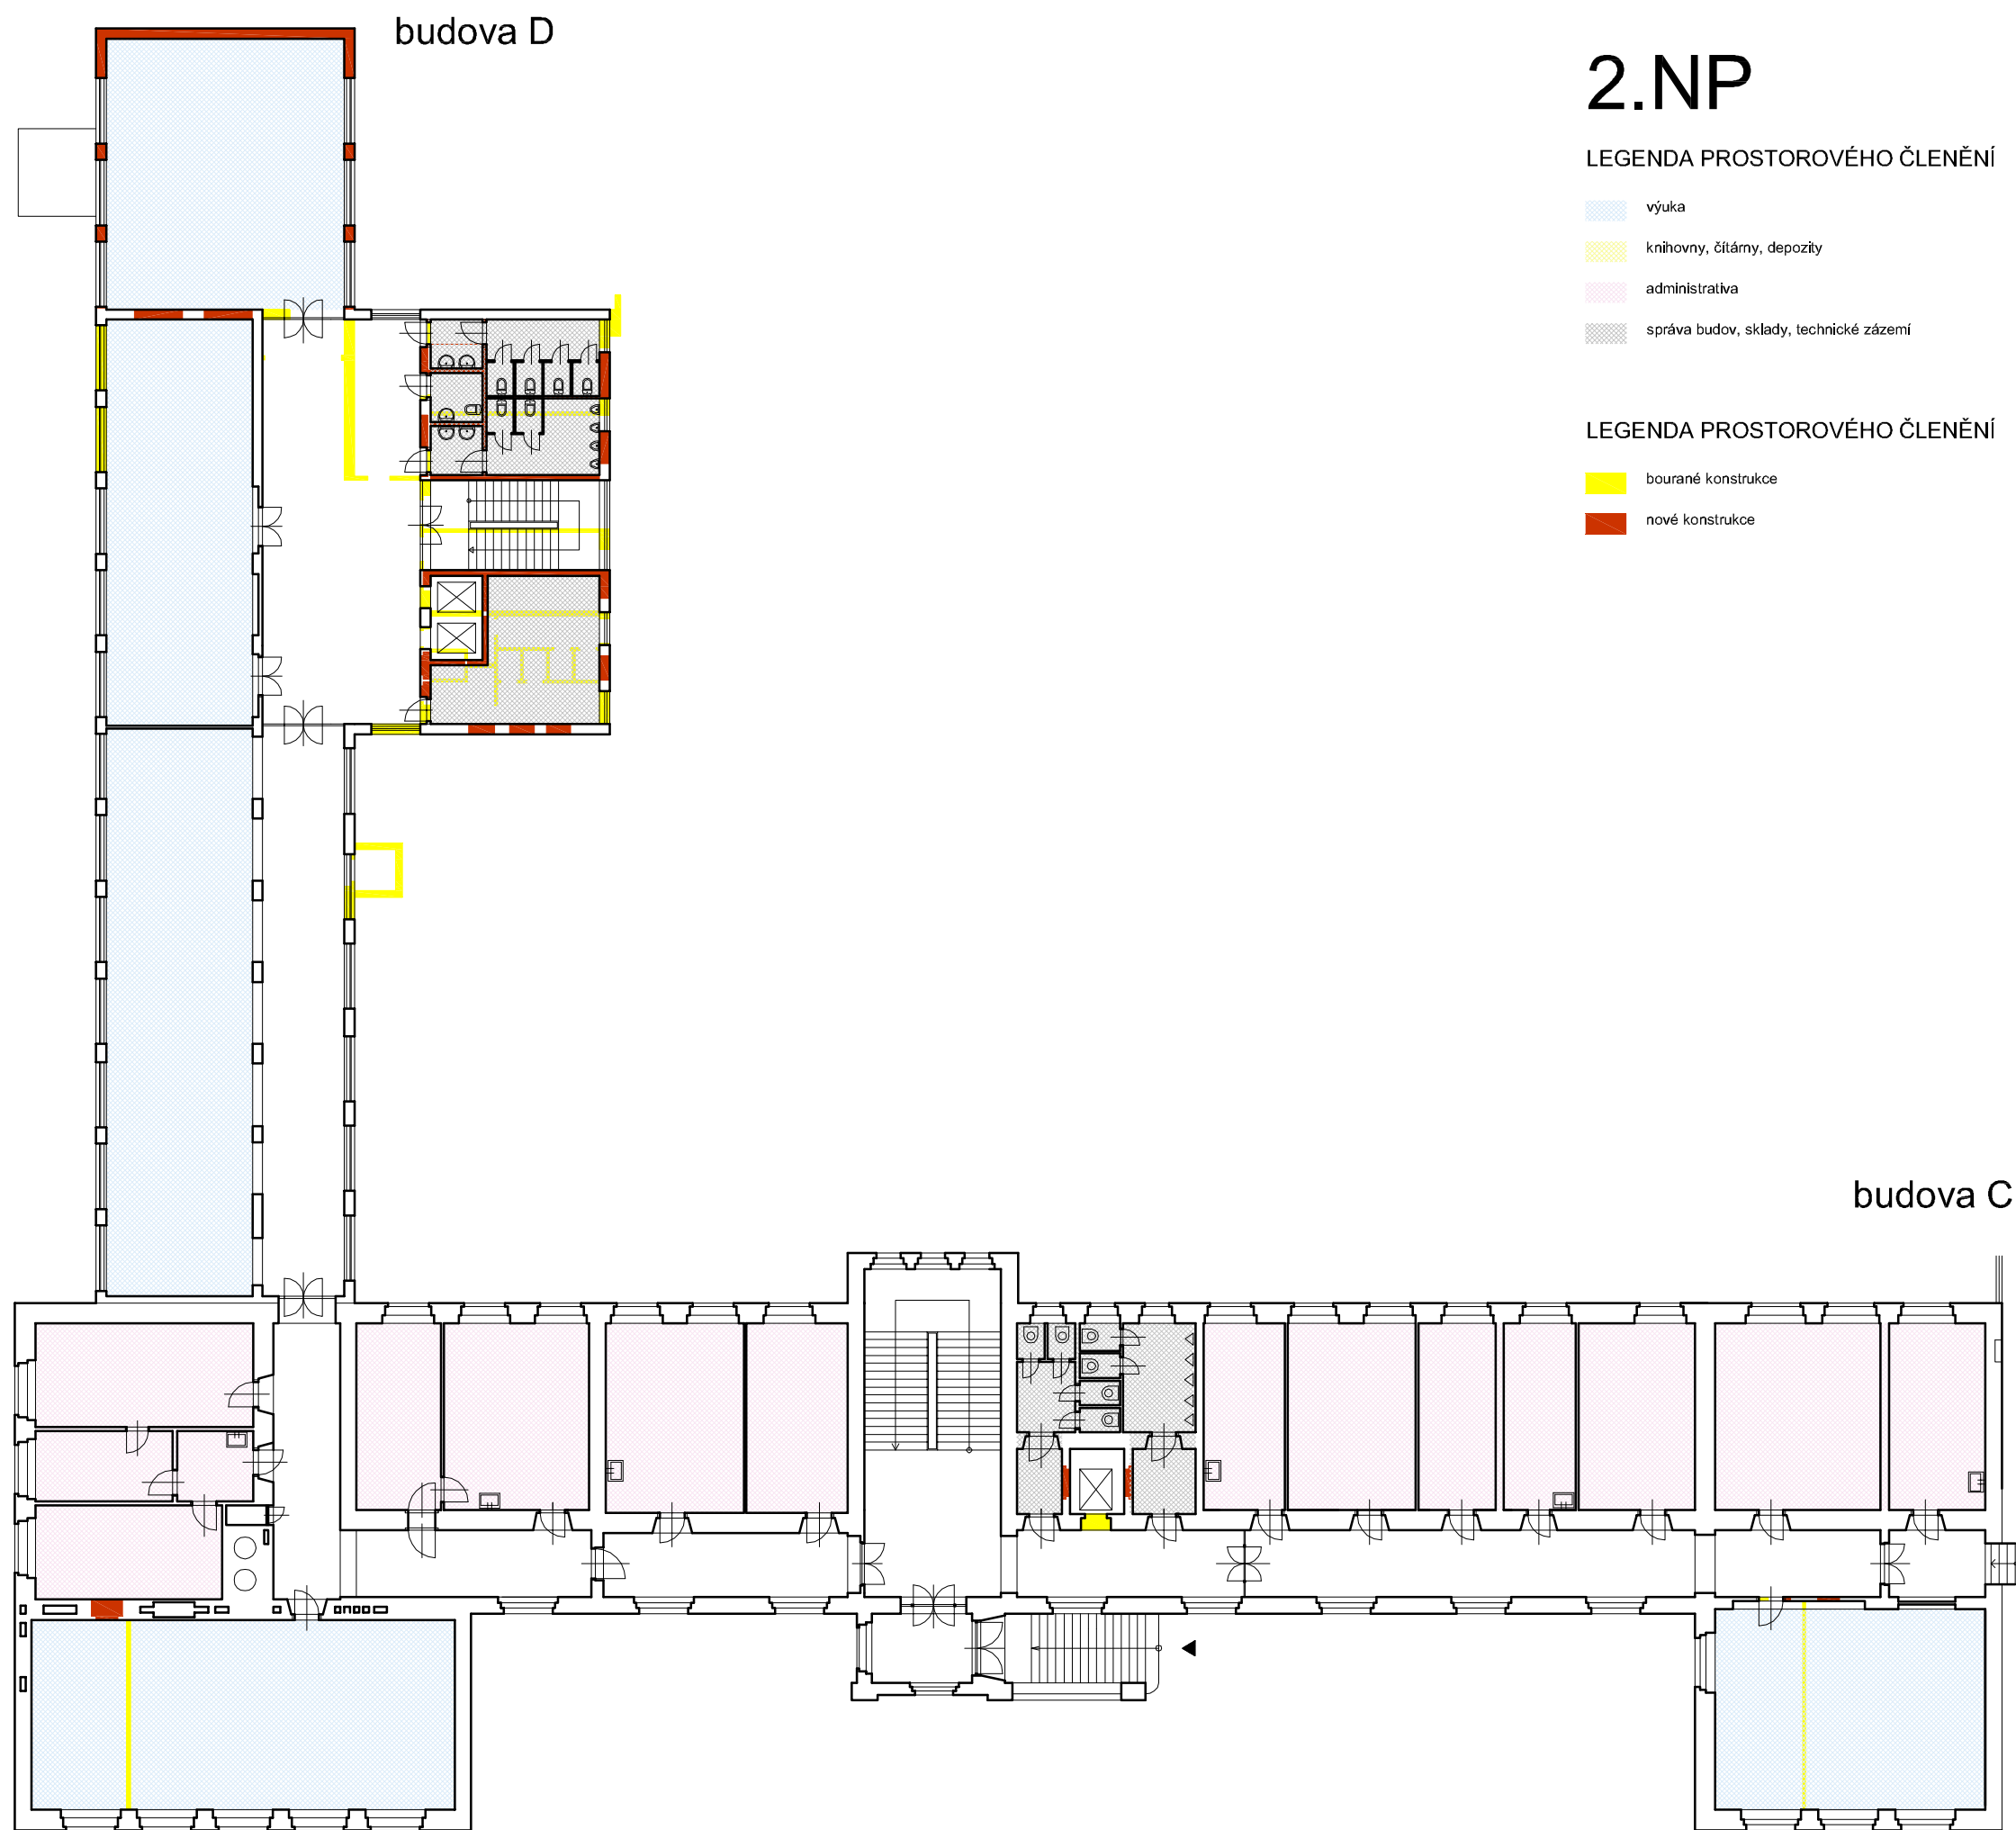 budova D
2.NP
LEGENDA PROSTOROVÉHO ČLENĚNÍ
výuka
knihovny, čítárny, depozity
administrativa
správa budov, sklady, technické zázemí
LEGENDA PROSTOROVÉHO ČLENĚNÍ
bourané konstrukce
nové konstrukce
budova C